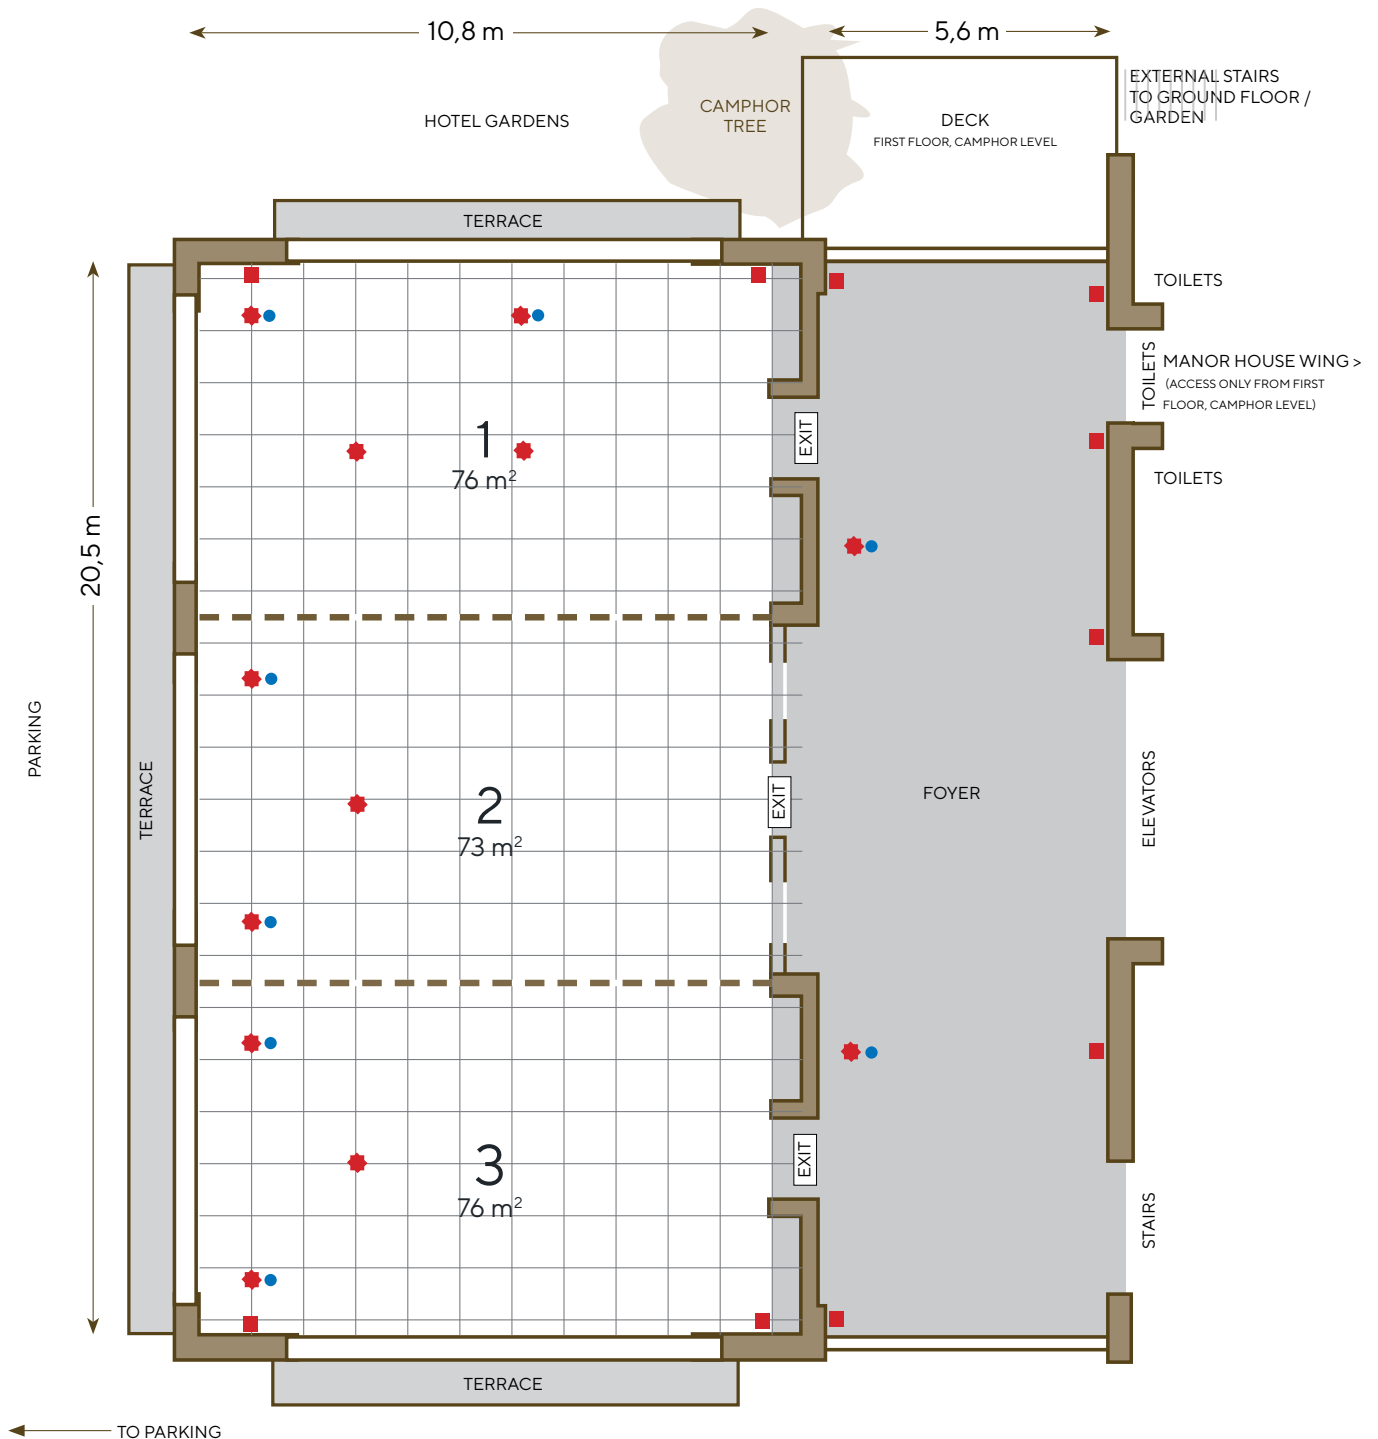 10,8 m
5,6 m
CAMPHOR
TREE
HOTEL GARDENS
DECK
FIRST FLOOR, CAMPHOR LEVEL
EXTERNAL STAIRS
TO GROUND FLOOR /
GARDEN
TERRACE
TOILETS
TOILETS
MANOR HOUSE WING >
(ACCESS ONLY FROM FIRST
FLOOR, CAMPHOR LEVEL)
1
76 m²
EXIT
TOILETS
20,5 m
PARKING
TERRACE
2
73 m²
EXIT
FOYER
ELEVATORS
3
76 m²
EXIT
STAIRS
TERRACE
TO PARKING